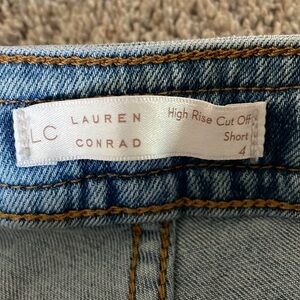 LC LAUREN CONRAD
High Rise Cut Off
Short
4